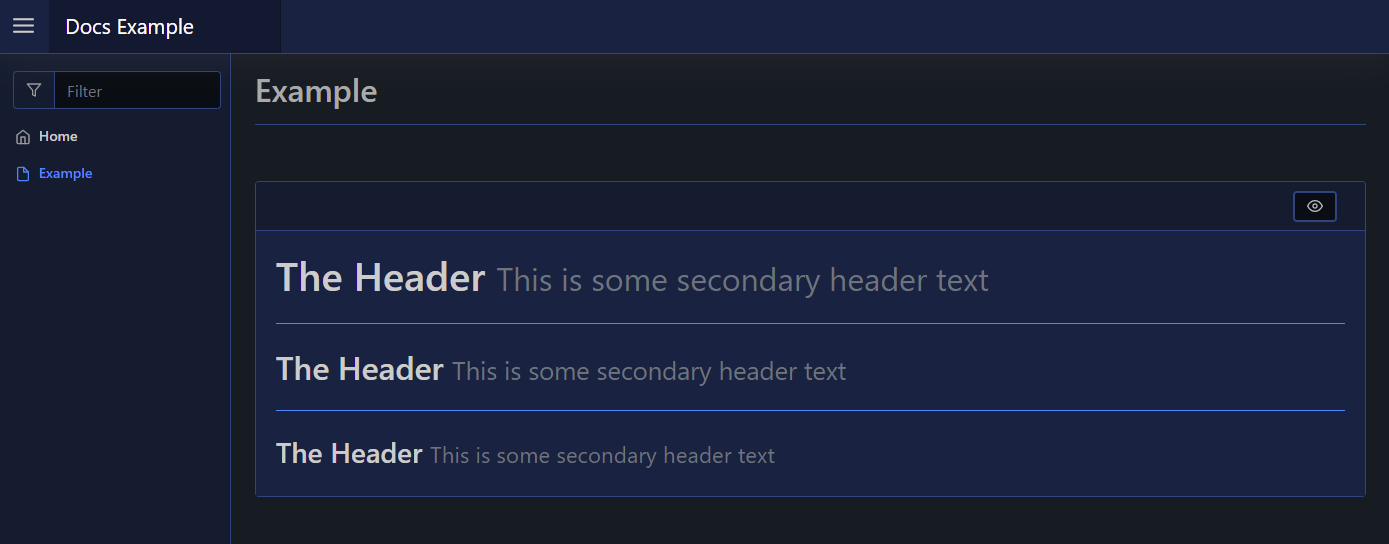 Docs Example
Filter
Home
Example
Example
The Header This is some secondary header text
The Header This is some secondary header text
The Header This is some secondary header text